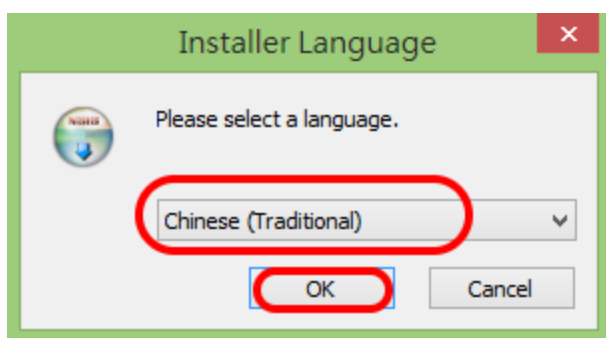 Installer Language
Please select a language.
Chinese (Traditional)
OK
Cancel